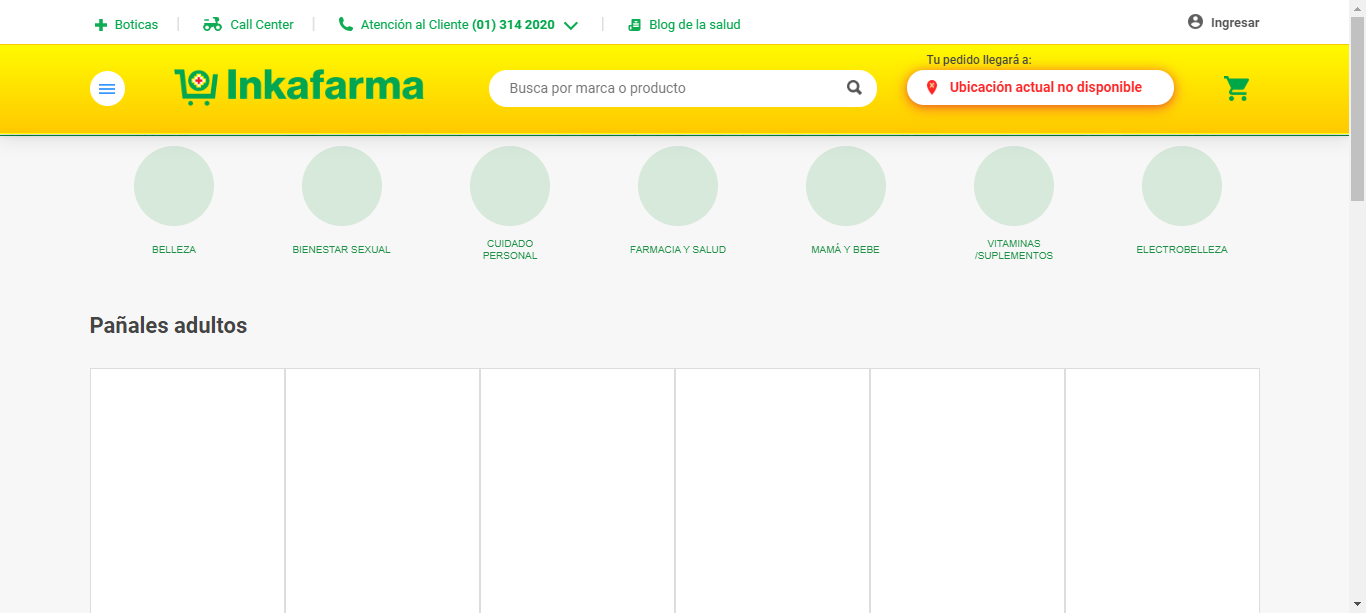 Boticas
Call Center
Atención al Cliente (01) 314 2020
Blog de la salud
Ingresar
Inkafarma
Busca por marca o producto
Tu pedido llegará a:
Ubicación actual no disponible
BELLEZA
BIENESTAR SEXUAL
CUIDADO
PERSONAL
FARMACIA Y SALUD
MAMÁ Y BEBE
VITAMINAS
/SUPLEMENTOS
ELECTROBELLEZA
Pañales adultos